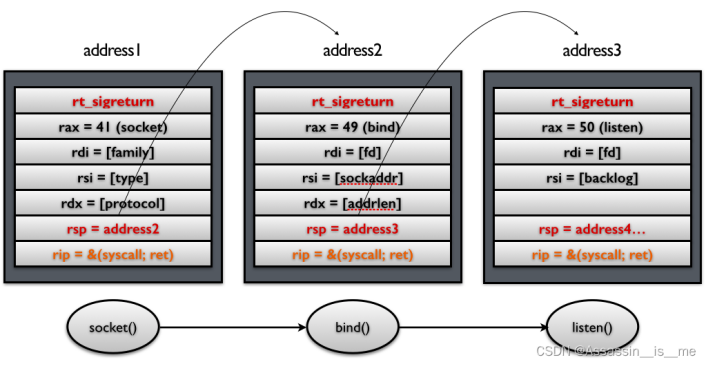 address1
rt_sigreturn
rax = 41 (socket)
rdi = [family]
rsi = [type]
rdx = [protocol]
rsp = address2
rip = &(syscall; ret)
address2
rt_sigreturn
rax = 49 (bind)
rdi = [fd]
rsi = [sockaddr]
rdx = [addrlen]
rsp = address3
rip = &(syscall; ret)
address3
rt_sigreturn
rax = 50 (listen)
rdi = [fd]
rsi = [backlog]
rsp = address4…
rip = &(syscall; ret)
socket()
bind()
listen()
CSDN @Assassin__is__me